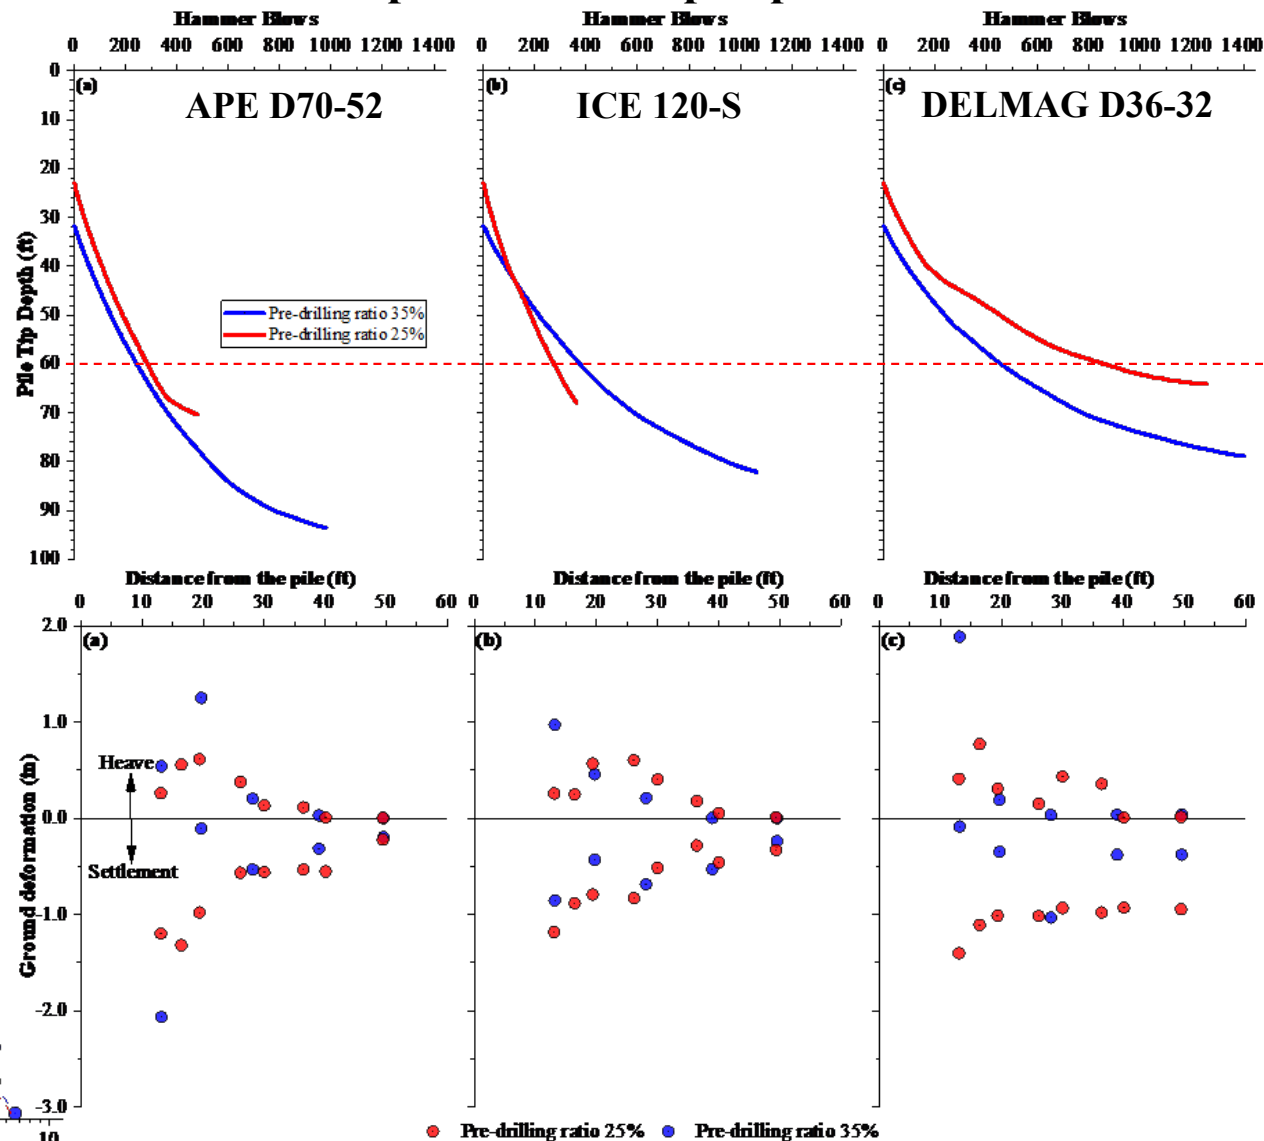 Hammer Blows Hammer Blows Hammer Blows
0 200 400 600 800 1000 1200 1400 0 200 400 600 800 1000 1200 1400 0 200 400 600 800 1000 1200 1400
0
(a) (b) (c)
APE D70-52 ICE 120-S DELMAG D36-32
10
20
30
40
50
60
70
80
90
100
Pile Tip Depth (ft)
Pre-drilling ratio 35%
Pre-drilling ratio 25%
Distance from the pile (ft) Distance from the pile (ft) Distance from the pile (ft)
0 10 20 30 40 50 60 0 10 20 30 40 50 60 0 10 20 30 40 50 60
2.0
(a) (b) (c)
1.0
Heave
0.0
Settlement
-1.0
-2.0
-3.0
Ground deformation (in)
10
Pre-drilling ratio 25% Pre-drilling ratio 35%